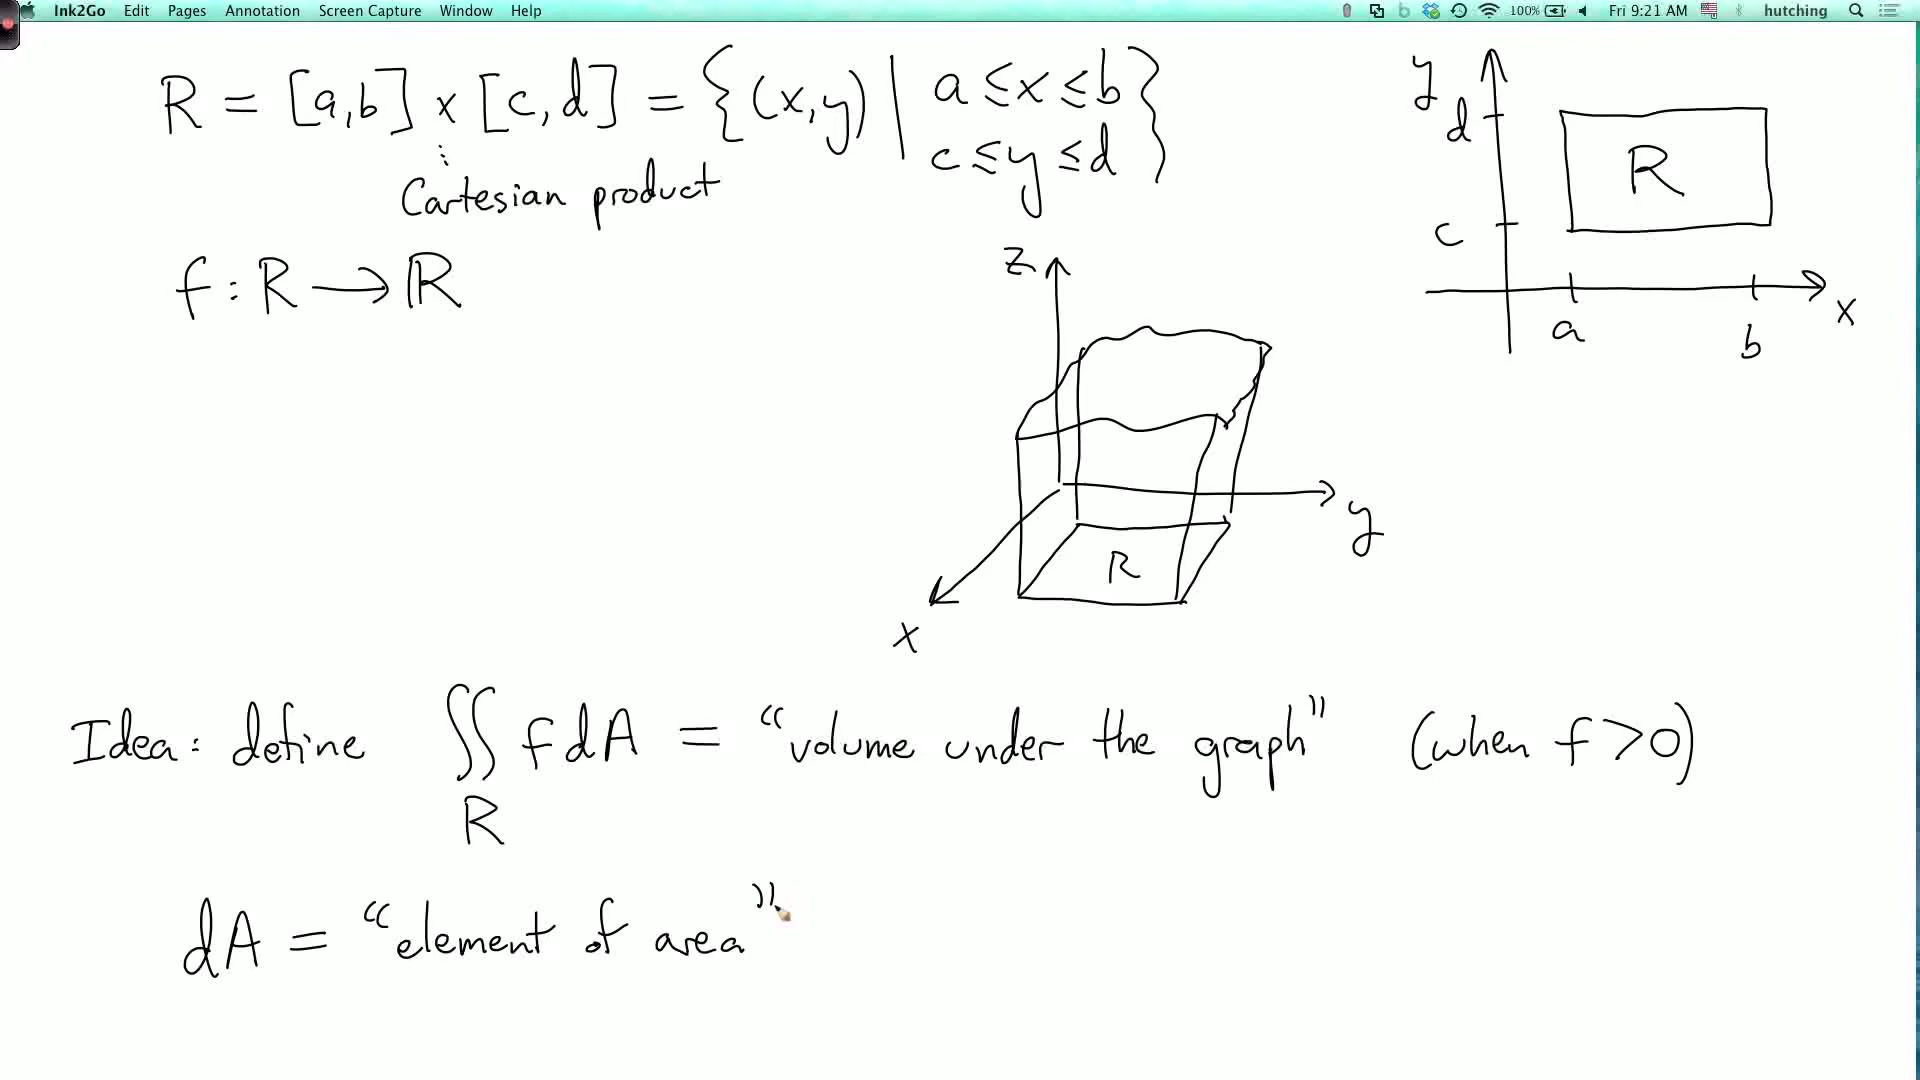 Ink2Go Edit Pages Annotation Screen Capture Window Help 100% Fri 9:21 AM hutching
R = [a,b] x [c,d] = {(x,y) | a ≤ x ≤ b
c ≤ y ≤ d}
Cartesian product
f : R → ℝ
y
d
R
c
a
b
x
z
R
y
x
Idea: define ∬ f dA = "volume under the graph" (when f > 0)
R
dA = "element of area"